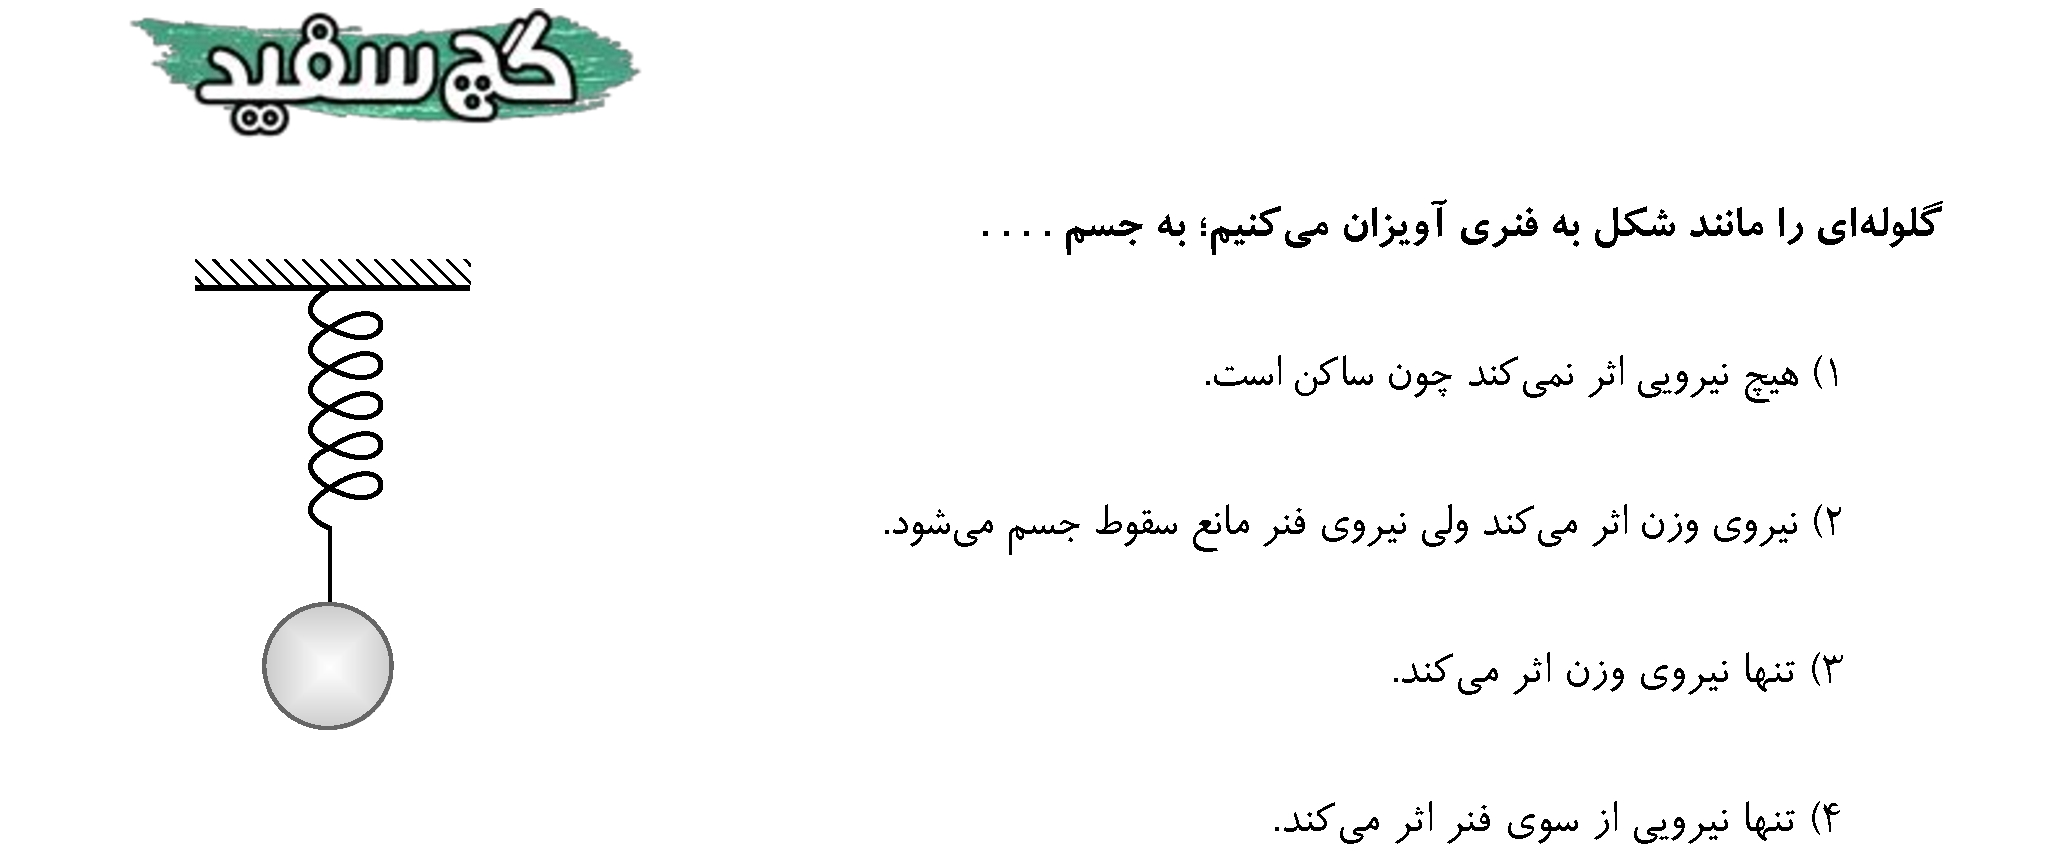 گچ سفید
گلوله‌ای را مانند شکل به فنری آویزان می‌کنیم؛ به جسم . . . .
۱) هیچ نیرویی اثر نمی‌کند چون ساکن است.
۲) نیروی وزن اثر می‌کند ولی نیروی فنر مانع سقوط جسم می‌شود.
۳) تنها نیروی وزن اثر می‌کند.
۴) تنها نیرویی از سوی فنر اثر می‌کند.